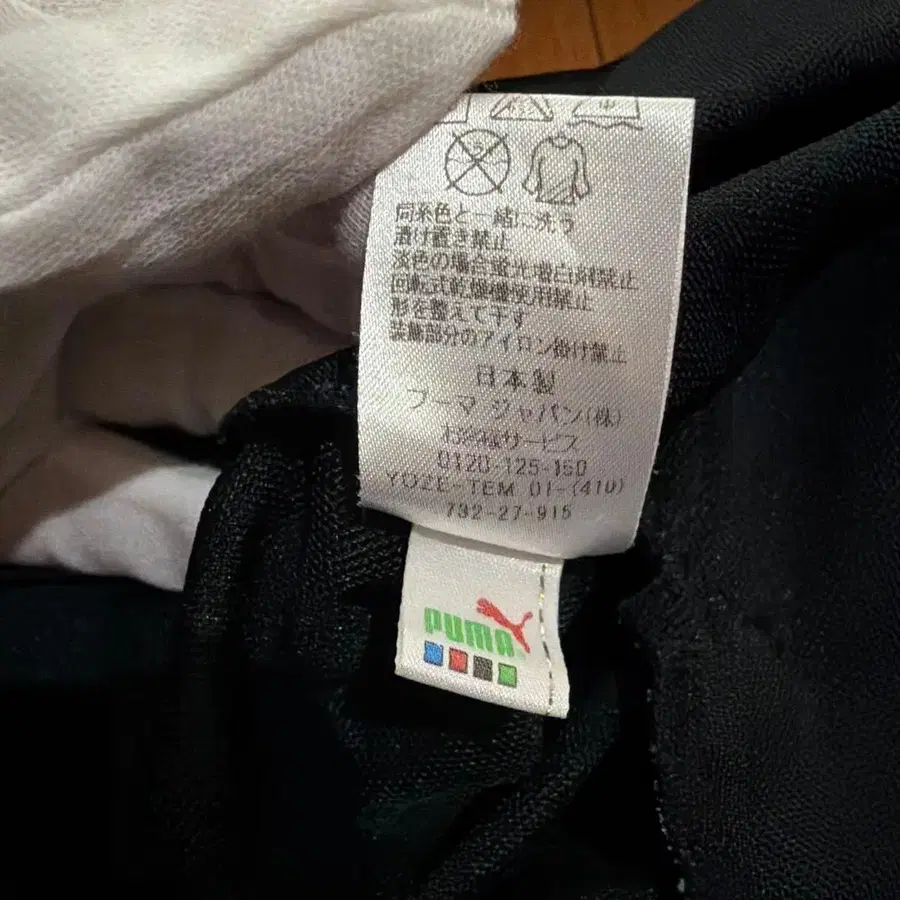 同系色と一緒に洗う
漬け置き禁止
淡色の場合蛍光増白剤禁止
回転式乾燥機使用禁止
形を整えて干す
装飾部分のアイロン掛け禁止
日本製
プーマ ジャパン(株)
お客様サービス
0120-125-150
YOZE-TEM 01-(410)
732-27-915
PUMA